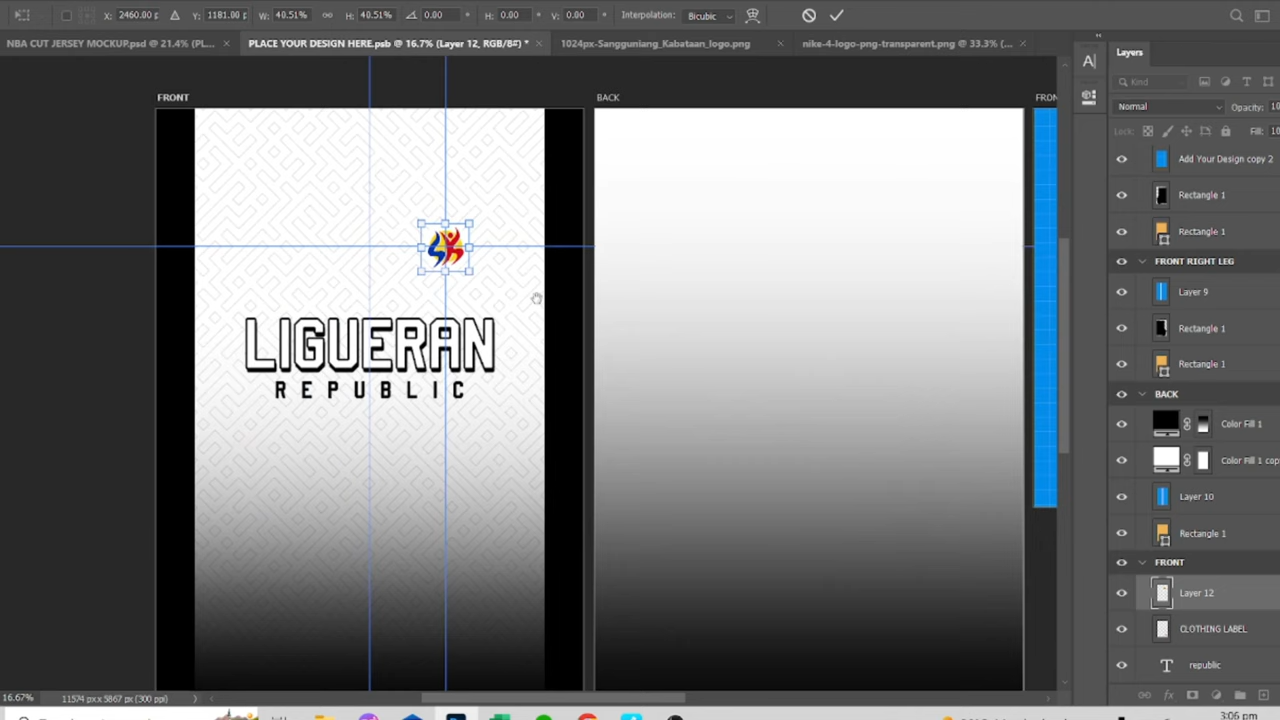 X: 2460.00 Y: 1181.00 W: 40.51% H: 40.51% 0.00 H: 0.00 V: 0.00 Interpolation: Bicubic
NBA CUT JERSEY MOCKUP.psd @ 21.4% (PL...
PLACE YOUR DESIGN HERE.psb @ 16.7% (Layer 12, RGB/8#) *
1024px-Sangguniang_Kabataan_logo.png
nike-4-logo-png-transparent.png @ 33.3% (...
Layers
Kind
Normal
Opacity: 10
Lock:
Fill: 10
FRONT
BACK
FRON
LIGUERAN
REPUBLIC
Add Your Design copy 2
Rectangle 1
Rectangle 1
FRONT RIGHT LEG
Layer 9
Rectangle 1
Rectangle 1
BACK
Color Fill 1
Color Fill 1 cop
Layer 10
Rectangle 1
FRONT
Layer 12
CLOTHING LABEL
T republic
fx
16.67%
11574 px x 5867 px (300 ppi)
3:06 pm